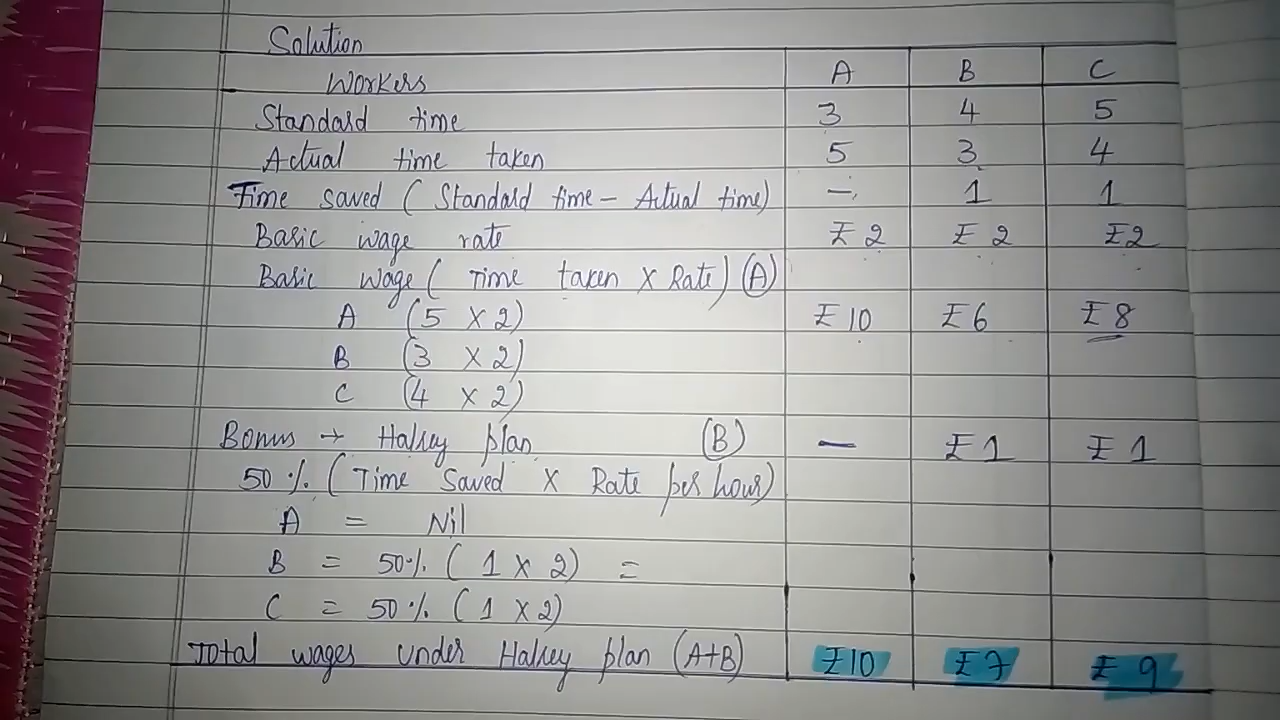 Solution
Workers A B C
Standard time 3 4 5
Actual time taken 5 3 4
Time saved ( Standard time - Actual time) - 1 1
Basic wage rate ₹ 2 ₹ 2 ₹2
Basic wage ( Time taken X Rate) (A)
A (5 X 2) ₹ 10 ₹ 6 ₹ 8
B (3 X 2)
C (4 X 2)
Bonus → Halsey plan (B) - ₹ 1 ₹ 1
50 % ( Time Saved X Rate per hour)
A = Nil
B = 50% ( 1 X 2) =
C = 50 % ( 1 X 2)
Total wages under Halsey plan (A+B) ₹10 ₹ 7 ₹ 9